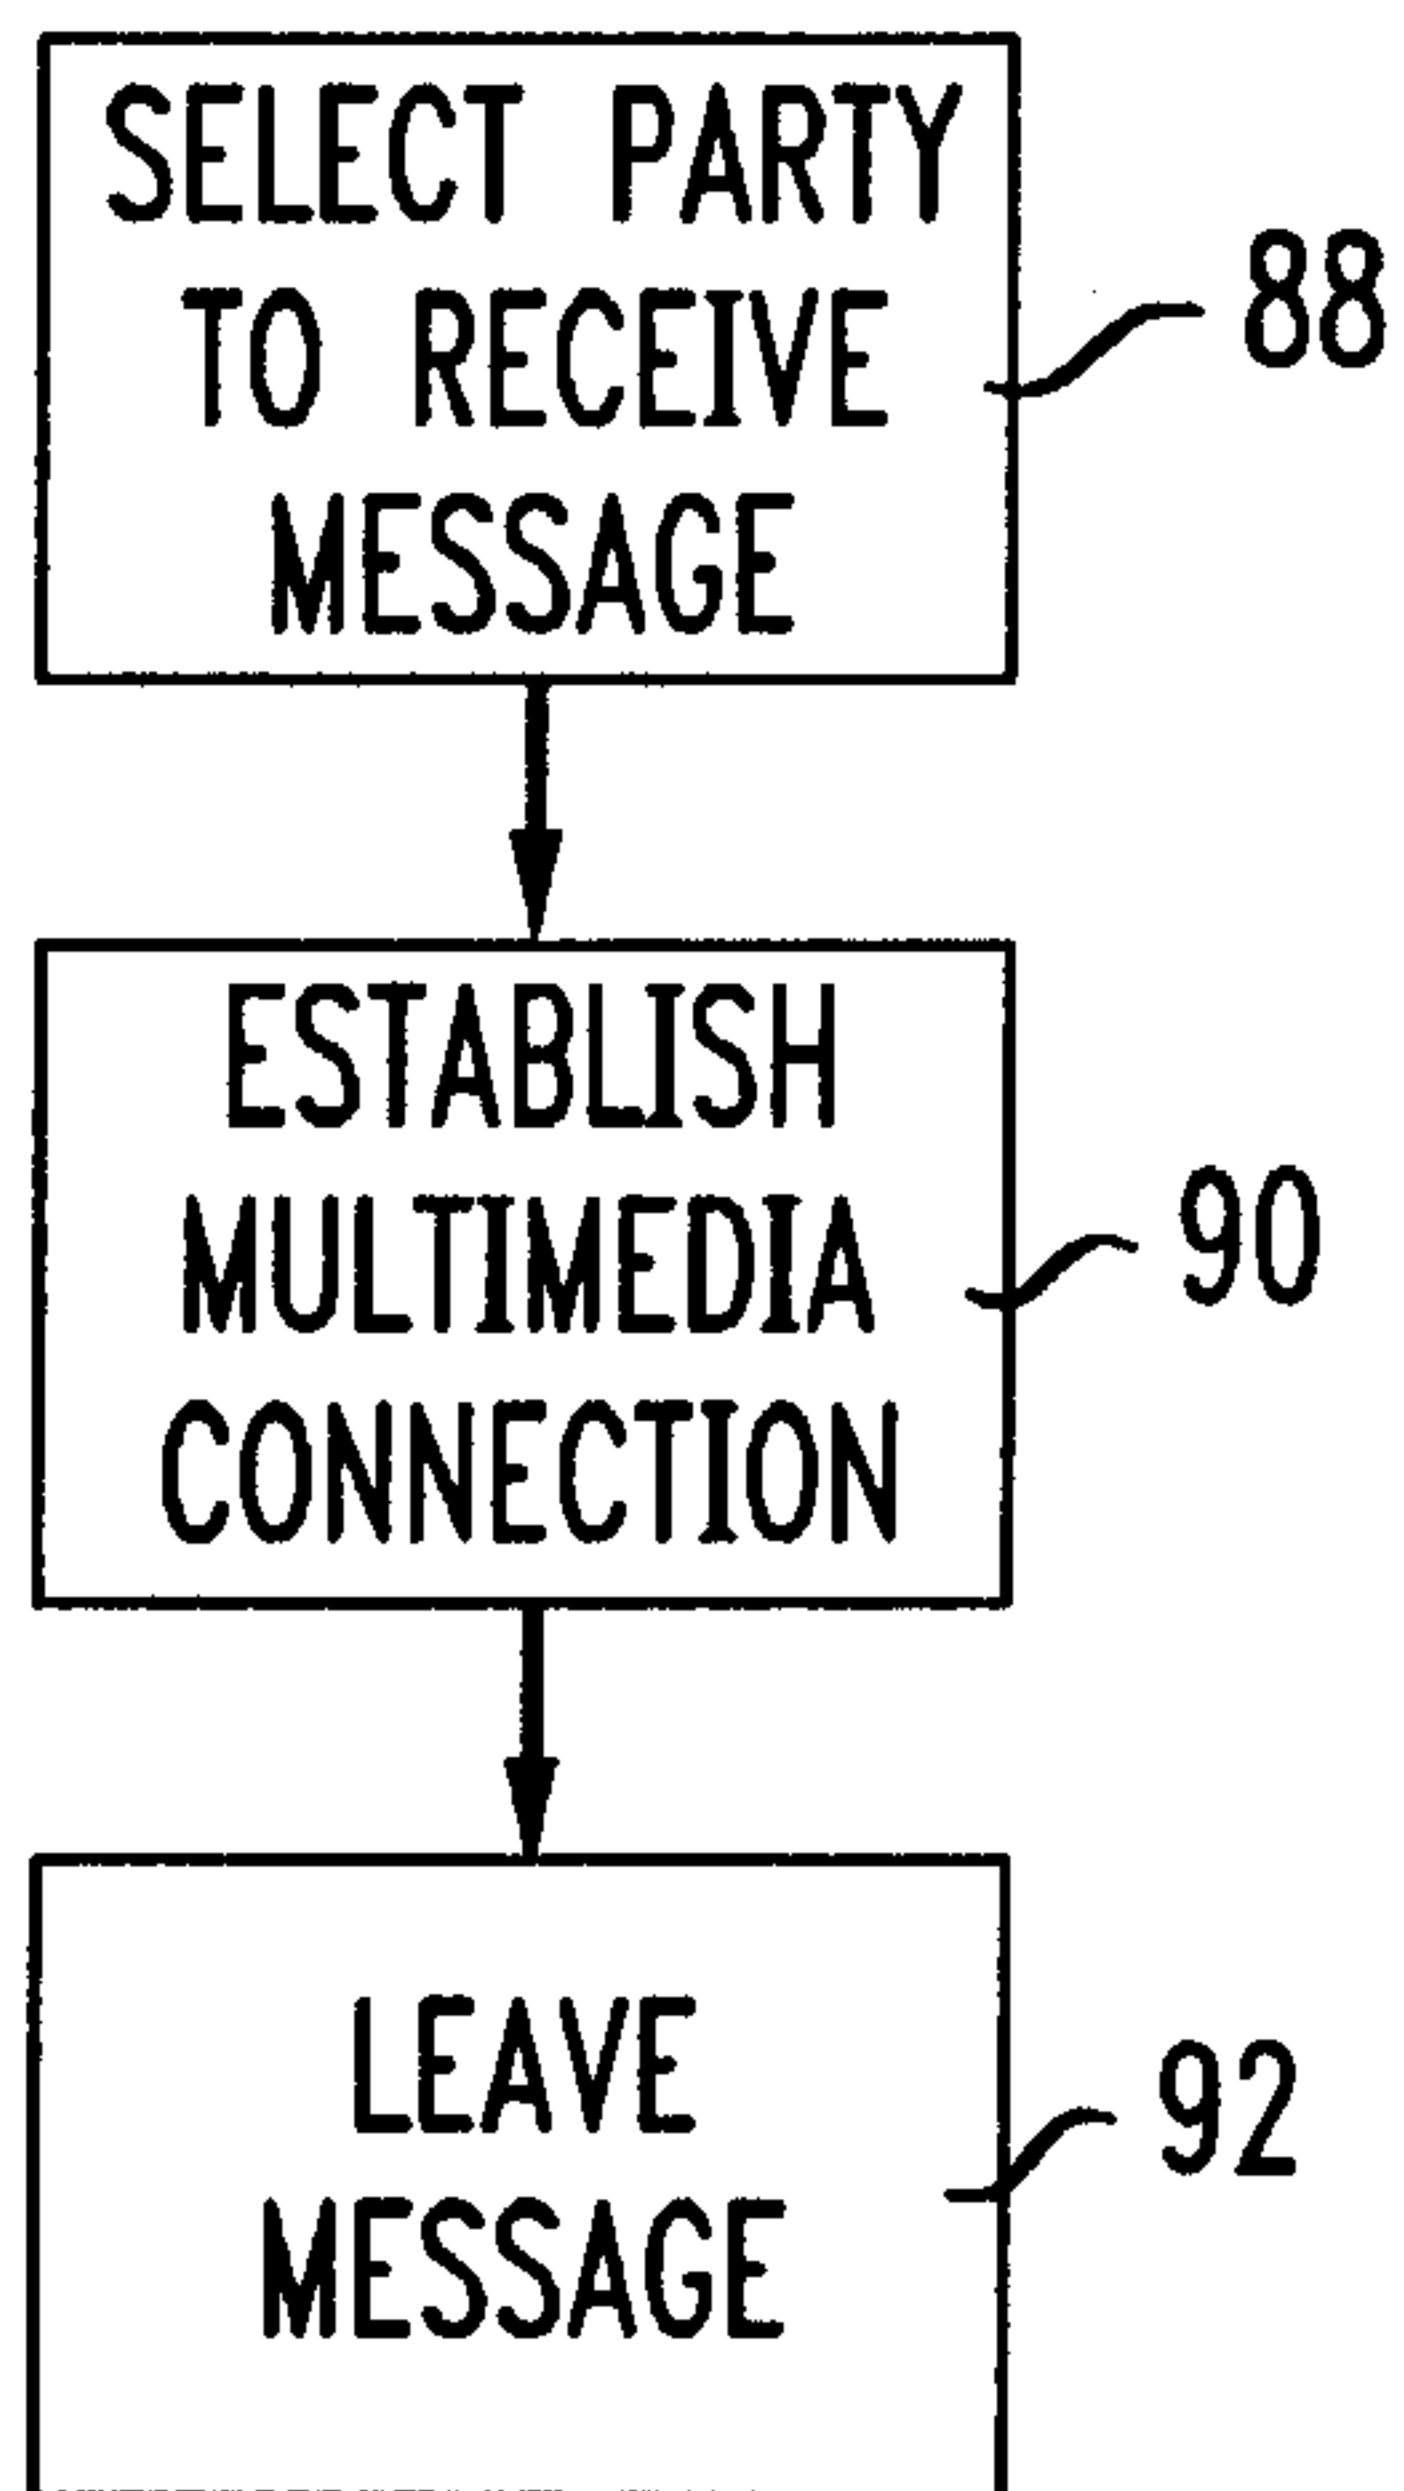 SELECT PARTY
TO RECEIVE
MESSAGE
88
ESTABLISH
MULTIMEDIA
CONNECTION
90
LEAVE
MESSAGE
92